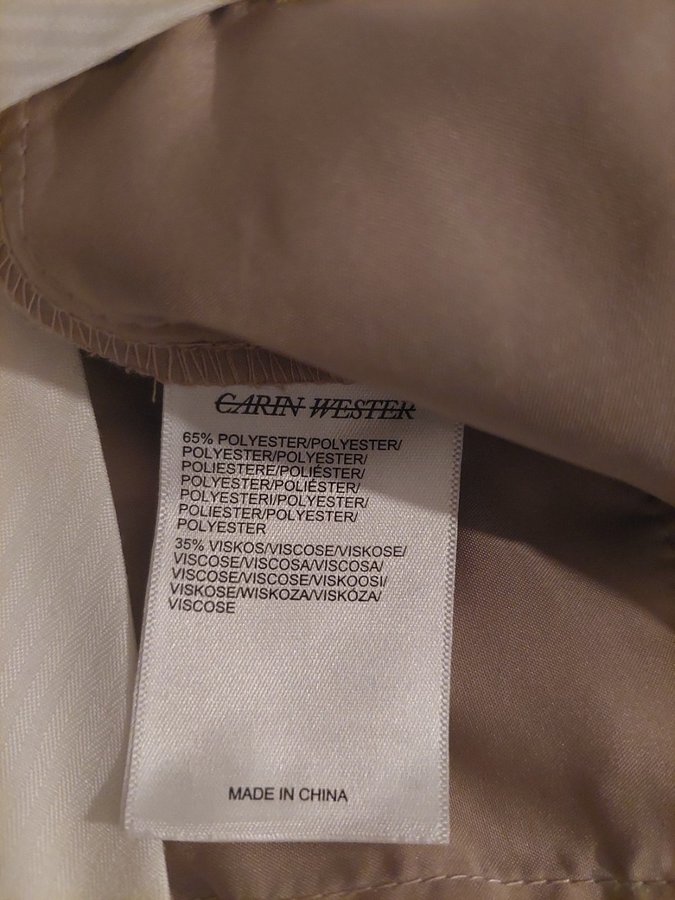 CARIN WESTER
65% POLYESTER/POLYESTER/
POLYESTER/POLYESTER/
POLIESTERE/POLIÉSTER/
POLYESTER/POLIÉSTER/
POLYESTERI/POLYESTER/
POLIESTER/POLYESTER/
POLYESTER
35% VISKOS/VISCOSE/VISKOSE/
VISCOSE/VISCOSA/VISCOSA/
VISCOSE/VISCOSE/VISKOOSI/
VISKOSE/WISKOZA/VISKÓZA/
VISCOSE
MADE IN CHINA